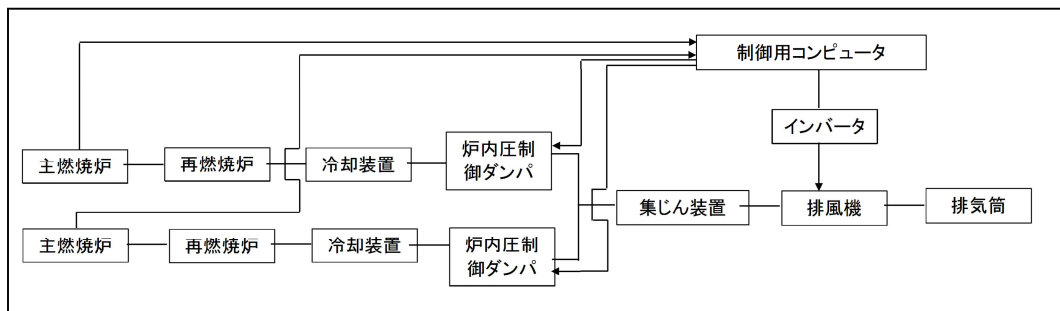 制御用コンピュータ
インバータ
主燃焼炉
再燃焼炉
冷却装置
炉内圧制
御ダンパ
集じん装置
排風機
排気筒
主燃焼炉
再燃焼炉
冷却装置
炉内圧制
御ダンパ